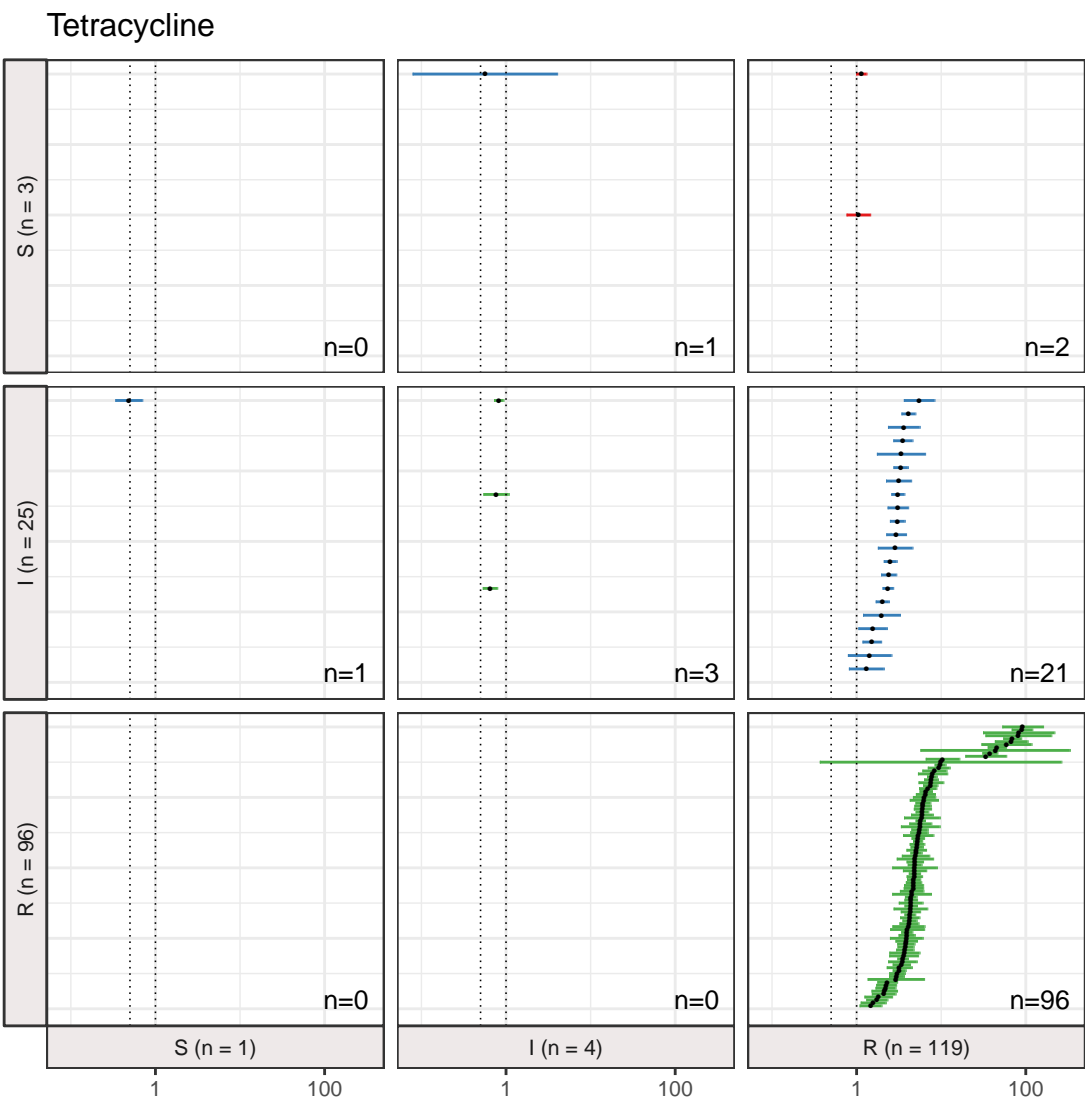 Tetracycline
S (n = 3)
n=0
n=1
n=2
I (n = 25)
n=1
n=3
n=21
R (n = 96)
n=0
n=0
n=96
S (n = 1)
I (n = 4)
R (n = 119)
1
100
1
100
1
100